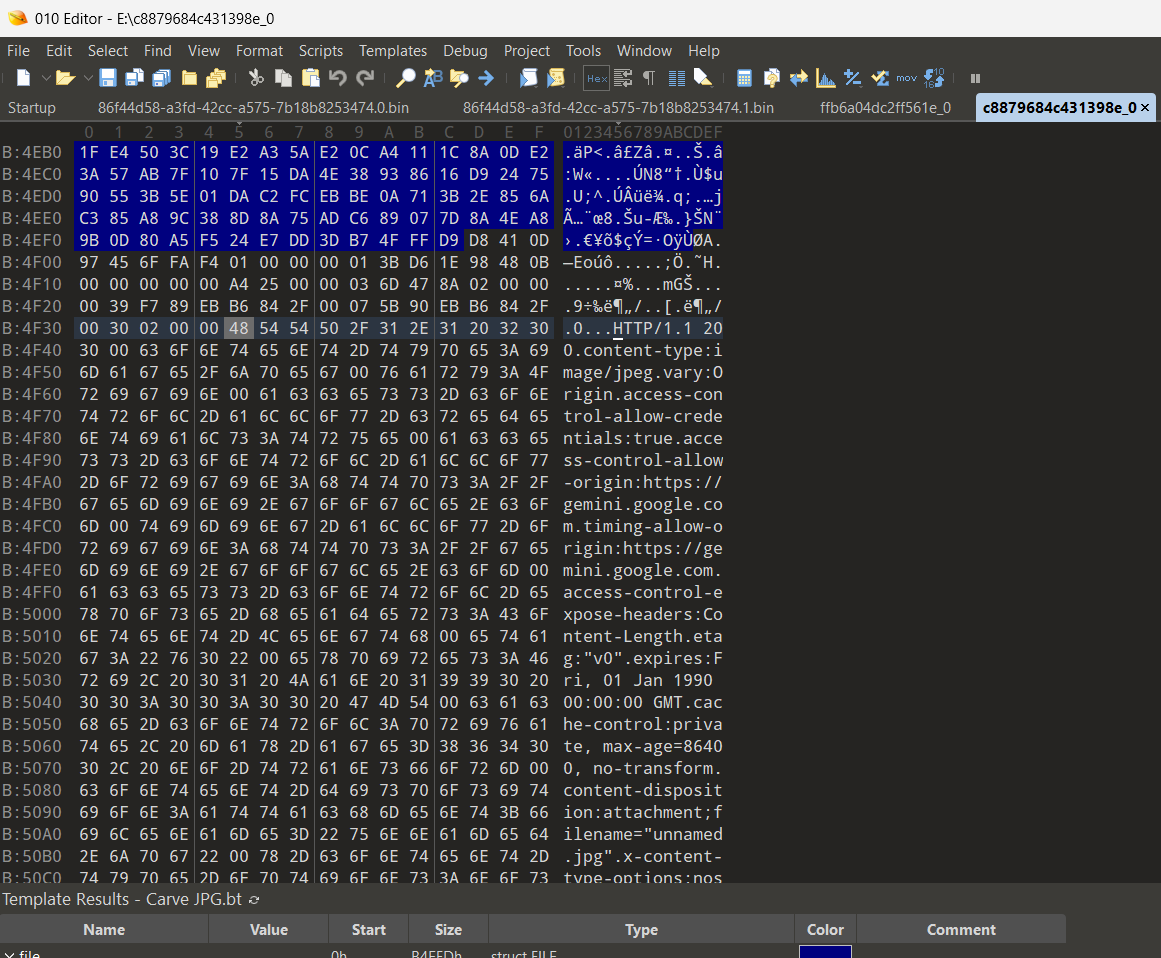 010 Editor - E:\c8879684c431398e_0
File Edit Select Find View Format Scripts Templates Debug Project Tools Window Help
Hex mov
Startup 86f44d58-a3fd-42cc-a575-7b18b8253474.0.bin 86f44d58-a3fd-42cc-a575-7b18b8253474.1.bin ffb6a04dc2ff561e_0 c8879684c431398e_0 ×
0 1 2 3 4 5 6 7 8 9 A B C D E F 0123456789ABCDEF
B:4EB0 1F E4 50 3C 19 E2 A3 5A E2 0C A4 11 1C 8A 0D E2 .äP<.â£Zâ.¤..Š.â
B:4EC0 3A 57 AB 7F 10 7F 15 DA 4E 38 93 86 16 D9 24 75 :W«....ÚN8“†.Ù$u
B:4ED0 90 55 3B 5E 01 DA C2 FC EB BE 0A 71 3B 2E 85 6A .U;^.ÚÂüë¾.q;.…j
B:4EE0 C3 85 A8 9C 38 8D 8A 75 AD C6 89 07 7D 8A 4E A8 Ã…¨œ8.Šu-Æ‰.}ŠN¨
B:4EF0 9B 0D 80 A5 F5 24 E7 DD 3D B7 4F FF D9 D8 41 0D ›.€¥õ$çÝ=·OÿÙØA.
B:4F00 97 45 6F FA F4 01 00 00 00 01 3B D6 1E 98 48 0B —Eoúô.....;Ö.˜H.
B:4F10 00 00 00 00 00 A4 25 00 00 03 6D 47 8A 02 00 00 .....¤%...mGŠ...
B:4F20 00 39 F7 89 EB B6 84 2F 00 07 5B 90 EB B6 84 2F .9÷‰ë¶„/..[.ë¶„/
B:4F30 00 30 02 00 00 48 54 54 50 2F 31 2E 31 20 32 30 .0...HTTP/1.1 20
B:4F40 30 00 63 6F 6E 74 65 6E 74 2D 74 79 70 65 3A 69 0.content-type:i
B:4F50 6D 61 67 65 2F 6A 70 65 67 00 76 61 72 79 3A 4F mage/jpeg.vary:O
B:4F60 72 69 67 69 6E 00 61 63 63 65 73 73 2D 63 6F 6E rigin.access-con
B:4F70 74 72 6F 6C 2D 61 6C 6C 6F 77 2D 63 72 65 64 65 trol-allow-crede
B:4F80 6E 74 69 61 6C 73 3A 74 72 75 65 00 61 63 63 65 ntials:true.acce
B:4F90 73 73 2D 63 6F 6E 74 72 6F 6C 2D 61 6C 6C 6F 77 ss-control-allow
B:4FA0 2D 6F 72 69 67 69 6E 3A 68 74 74 70 73 3A 2F 2F -origin:https://
B:4FB0 67 65 6D 69 6E 69 2E 67 6F 6F 67 6C 65 2E 63 6F gemini.google.co
B:4FC0 6D 00 74 69 6D 69 6E 67 2D 61 6C 6C 6F 77 2D 6F m.timing-allow-o
B:4FD0 72 69 67 69 6E 3A 68 74 74 70 73 3A 2F 2F 67 65 rigin:https://ge
B:4FE0 6D 69 6E 69 2E 67 6F 6F 67 6C 65 2E 63 6F 6D 00 mini.google.com.
B:4FF0 61 63 63 65 73 73 2D 63 6F 6E 74 72 6F 6C 2D 65 access-control-e
B:5000 78 70 6F 73 65 2D 68 65 61 64 65 72 73 3A 43 6F xpose-headers:Co
B:5010 6E 74 65 6E 74 2D 4C 65 6E 67 74 68 00 65 74 61 ntent-Length.eta
B:5020 67 3A 22 76 30 22 00 65 78 70 69 72 65 73 3A 46 g:"v0".expires:F
B:5030 72 69 2C 20 30 31 20 4A 61 6E 20 31 39 39 30 20 ri, 01 Jan 1990
B:5040 30 30 3A 30 30 3A 30 30 20 47 4D 54 00 63 61 63 00:00:00 GMT.cac
B:5050 68 65 2D 63 6F 6E 74 72 6F 6C 3A 70 72 69 76 61 he-control:priva
B:5060 74 65 2C 20 6D 61 78 2D 61 67 65 3D 38 36 34 30 te, max-age=8640
B:5070 30 2C 20 6E 6F 2D 74 72 61 6E 73 66 6F 72 6D 00 0, no-transform.
B:5080 63 6F 6E 74 65 6E 74 2D 64 69 73 70 6F 73 69 74 content-disposit
B:5090 69 6F 6E 3A 61 74 74 61 63 68 6D 65 6E 74 3B 66 ion:attachment;f
B:50A0 69 6C 65 6E 61 6D 65 3D 22 75 6E 6E 61 6D 65 64 ilename="unnamed
B:50B0 2E 6A 70 67 22 00 78 2D 63 6F 6E 74 65 6E 74 2D .jpg".x-content-
B:50C0 74 79 70 65 2D 6F 70 74 69 6F 6E 73 3A 6E 6F 73 type-options:nos
Template Results - Carve JPG.bt
Name Value Start Size Type Color Comment
file 0h B4EFDh struct FILE